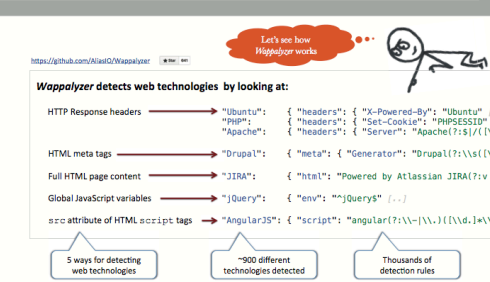 Let's see how
Wappalyzer works
https://github.com/AliasIO/Wappalyzer
Star
Wappalyzer detects web technologies by looking at:
HTTP Response headers "Ubuntu": { "headers": { "X-Powered-By": "Ubuntu"
"PHP": { "headers": { "Set-Cookie": "PHPSESSID"
"Apache": { "headers": { "Server": "Apache(?:$|/([\
HTML meta tags "Drupal": { "meta": { "Generator": "Drupal(?:\\s([\
Full HTML page content "JIRA": { "html": "Powered by Atlassian JIRA(?:v
Global JavaScript variables "jQuery": { "env": "^jQuery$" [..]
src attribute of HTML script tags "AngularJS": { "script": "angular(?:\\-|\\.)([\\d.]*\\
5 ways for detecting
web technologies
~900 different
technologies detected
Thousands of
detection rules